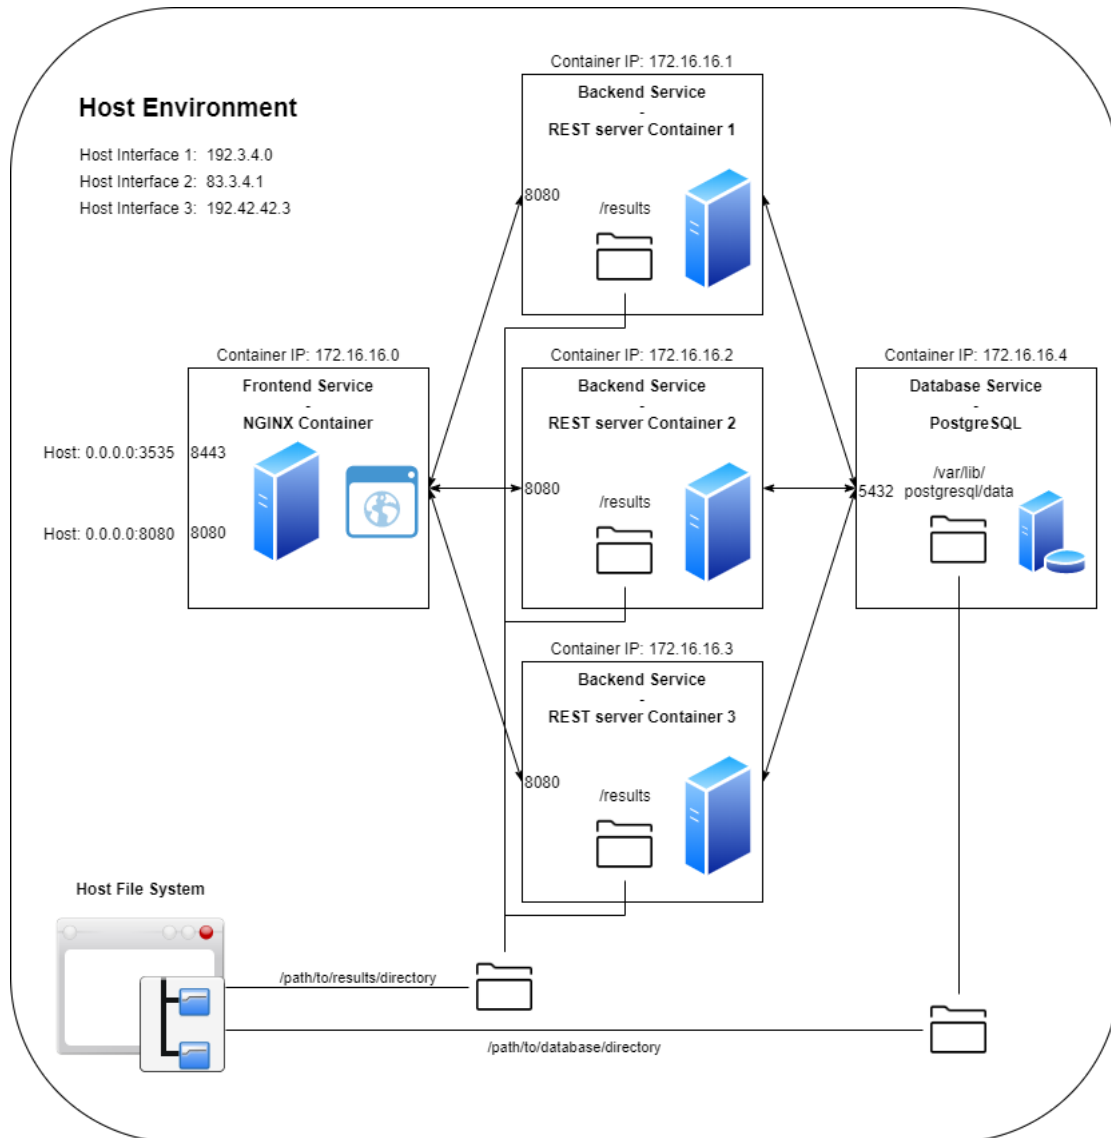 Host Environment
Host Interface 1: 192.3.4.0
Host Interface 2: 83.3.4.1
Host Interface 3: 192.42.42.3
Container IP: 172.16.16.1
Backend Service
-
REST server Container 1
8080
/results
Container IP: 172.16.16.0
Frontend Service
-
NGINX Container
Host: 0.0.0.0:3535
8443
Host: 0.0.0.0:8080
8080
Container IP: 172.16.16.2
Backend Service
-
REST server Container 2
8080
/results
Container IP: 172.16.16.4
Database Service
-
PostgreSQL
/var/lib/
postgresql/data
5432
Container IP: 172.16.16.3
Backend Service
-
REST server Container 3
8080
/results
Host File System
/path/to/results/directory
/path/to/database/directory